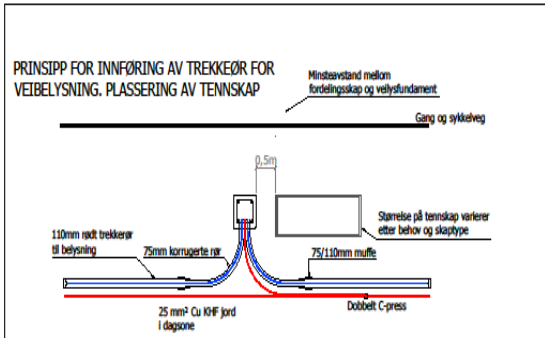 PRINSIPP FOR INNFØRING AV TREKKEØR FOR
VEIBELYSNING. PLASSERING AV TENNSKAP
Minsteavstand mellom
fordelingsskap og veilysfundament
Gang og sykkelveg
0,5m
Størrelse på tennskap varierer
etter behov og skaptype
110mm rødt trekkerør
til belysning
75mm korrugerte rør
75/110mm muffe
25 mm² Cu KHF jord
i dagsone
Dobbelt C-press